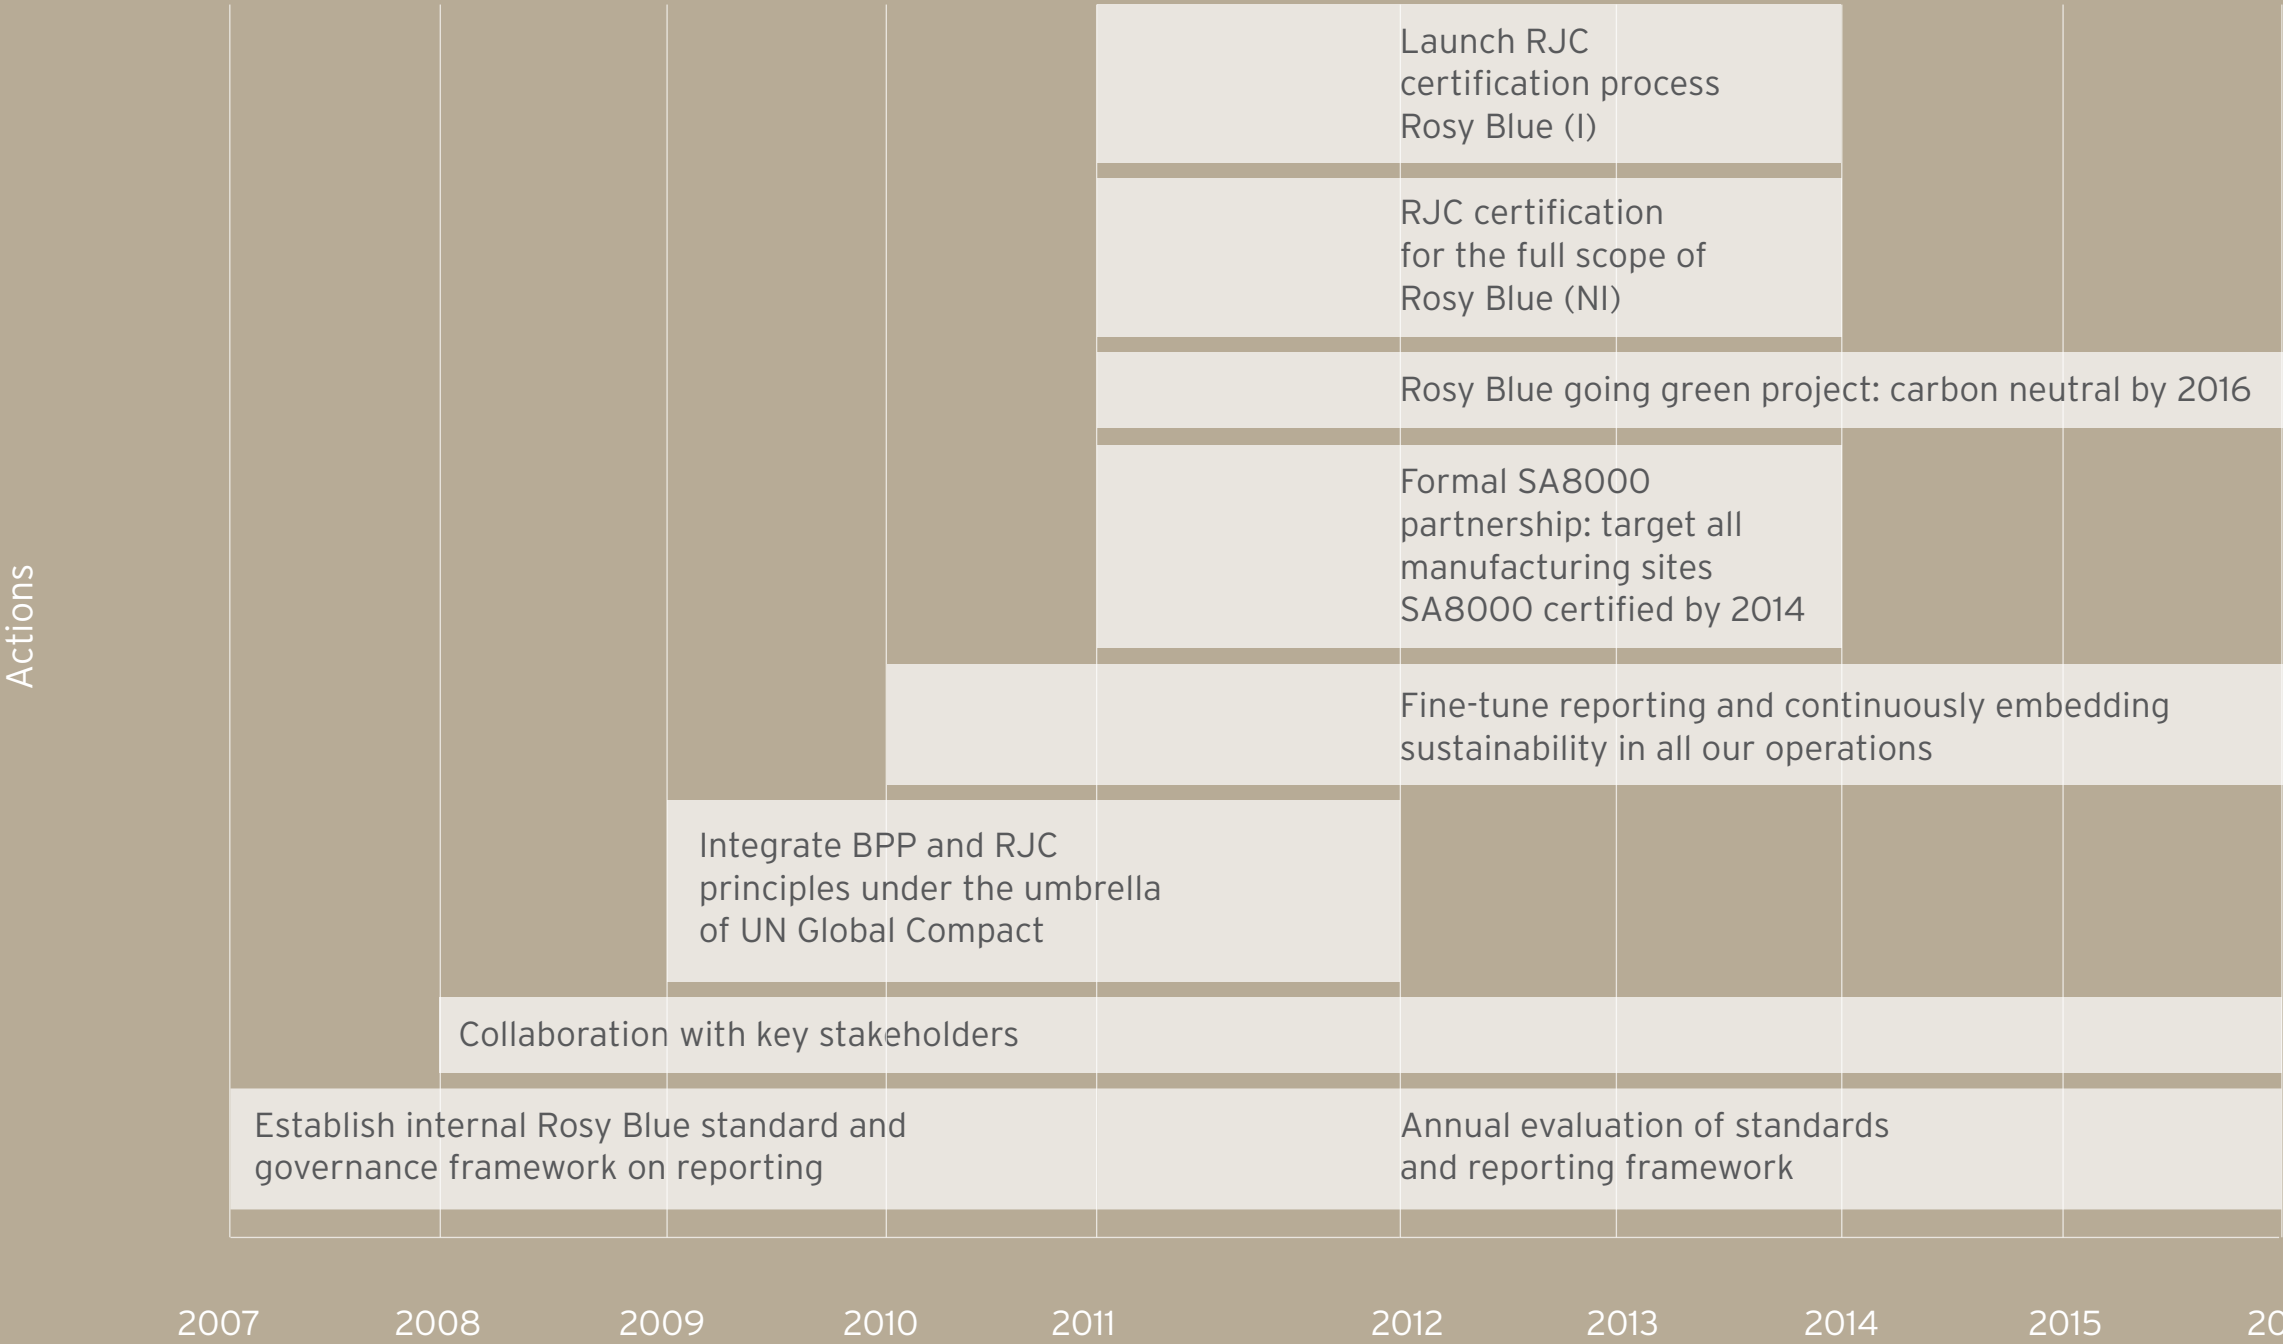 Launch RJC
certification process
Rosy Blue (I)
RJC certification
for the full scope of
Rosy Blue (NI)
Rosy Blue going green project: carbon neutral by 2016
Formal SA8000
partnership: target all
manufacturing sites
SA8000 certified by 2014
Actions
Fine-tune reporting and continuously embedding
sustainability in all our operations
Integrate BPP and RJC
principles under the umbrella
of UN Global Compact
Collaboration with key stakeholders
Establish internal Rosy Blue standard and
governance framework on reporting
Annual evaluation of standards
and reporting framework
2007 2008 2009 2010 2011 2012 2013 2014 2015